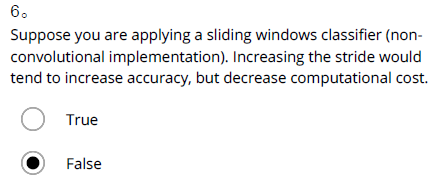 6。
Suppose you are applying a sliding windows classifier (non-
convolutional implementation). Increasing the stride would
tend to increase accuracy, but decrease computational cost.
True
False